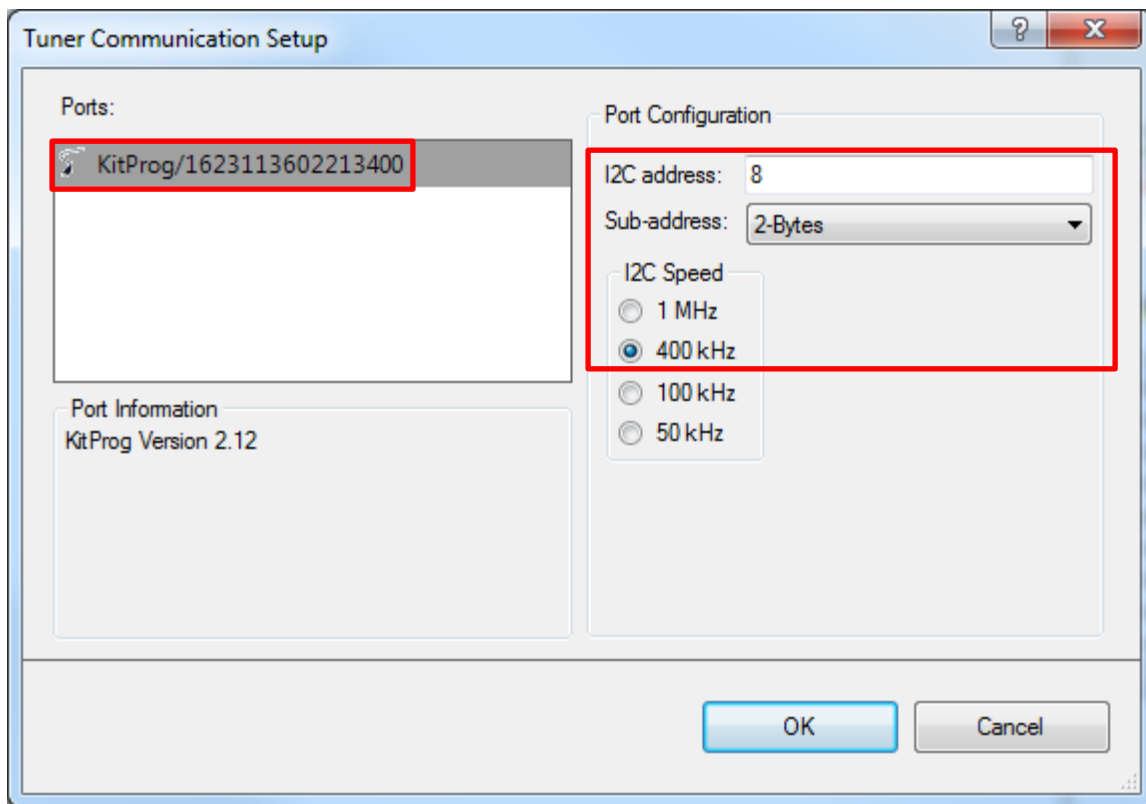 Tuner Communication Setup
Ports:
KitProg/1623113602213400
Port Information
KitProg Version 2.12
Port Configuration
I2C address: 8
Sub-address: 2-Bytes
I2C Speed
1 MHz
400 kHz
100 kHz
50 kHz
OK Cancel